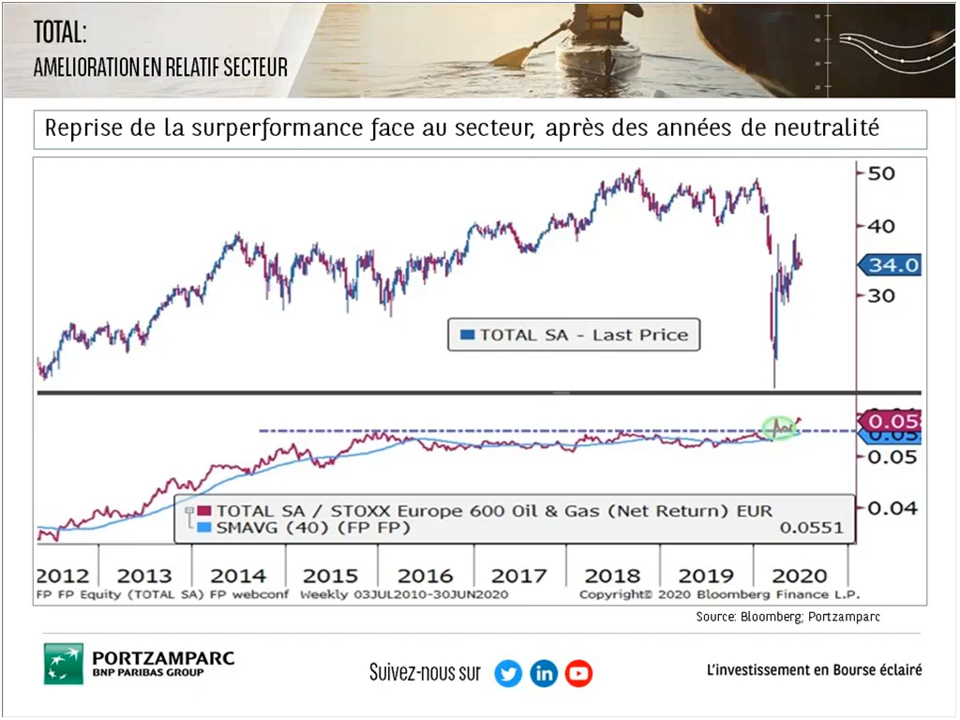 TOTAL:
AMELIORATION EN RELATIF SECTEUR
Reprise de la surperformance face au secteur, après des années de neutralité
50
40
34.0
30
TOTAL SA - Last Price
0.05
0.05
0.04
TOTAL SA / STOXX Europe 600 Oil & Gas (Net Return) EUR
SMAVG (40) (FP FP) 0.0551
2012 2013 2014 2015 2016 2017 2018 2019 2020
FP FP Equity (TOTAL SA) FP webconf Weekly 03JUL2010-30JUN2020 Copyright© 2020 Bloomberg Finance L.P.
Source: Bloomberg; Portzamparc
PORTZAMPARC
BNP PARIBAS GROUP
Suivez-nous sur
L'investissement en Bourse éclairé